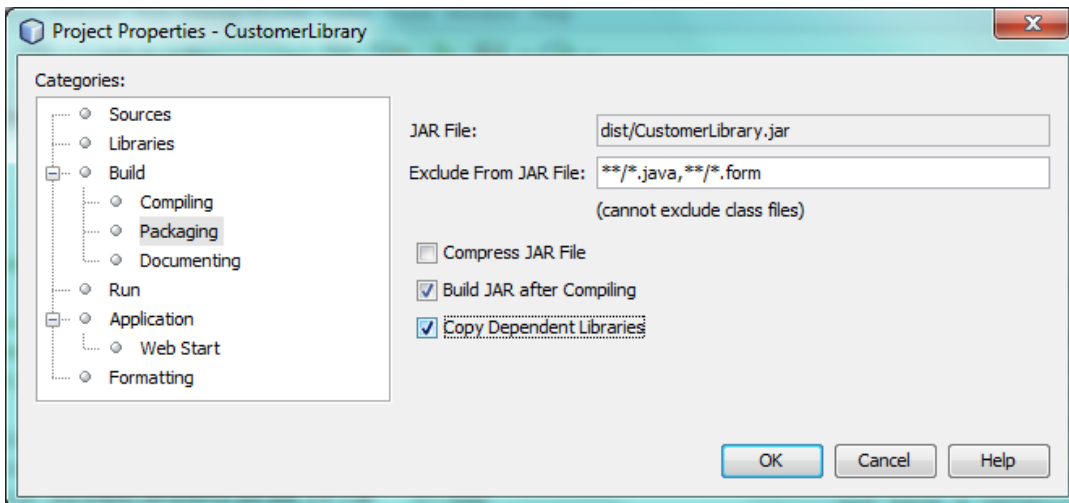 Project Properties - CustomerLibrary
Categories:
Sources
Libraries
Build
Compiling
Packaging
Documenting
Run
Application
Web Start
Formatting
JAR File: dist/CustomerLibrary.jar
Exclude From JAR File: **/*.java,**/*.form
(cannot exclude class files)
Compress JAR File
Build JAR after Compiling
Copy Dependent Libraries
OK Cancel Help